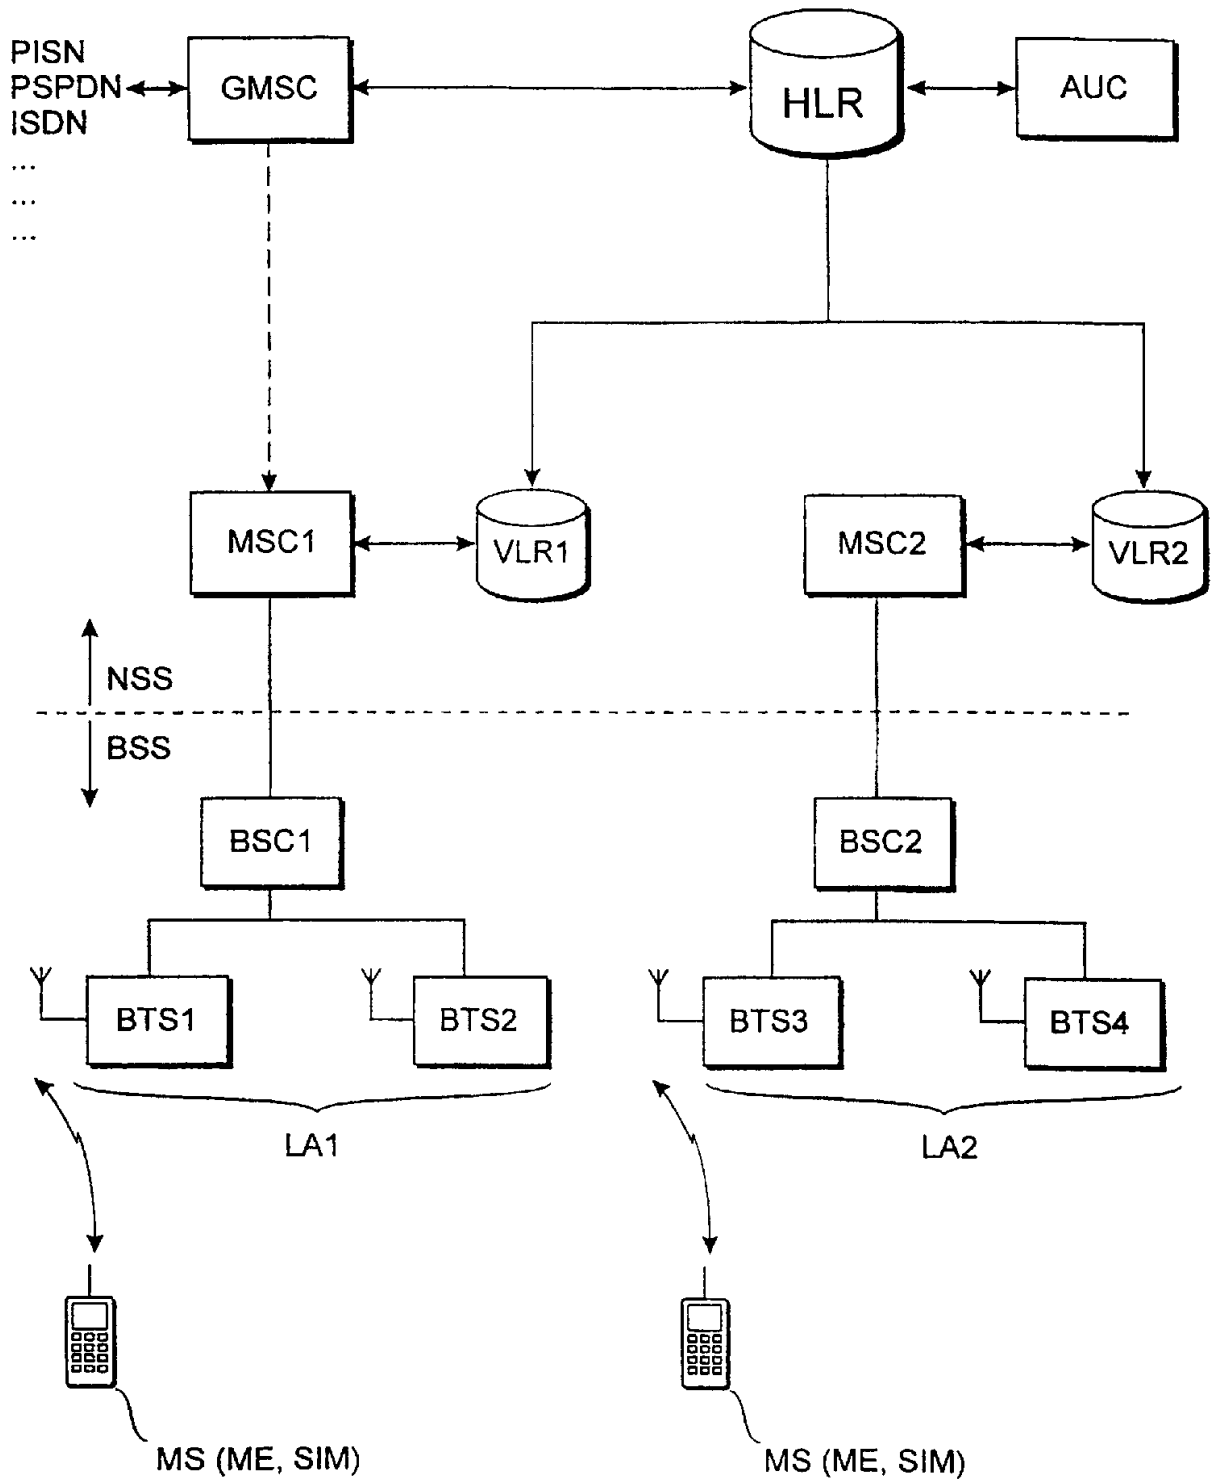 PISN
PSPDN
ISDN
...
...
...
GMSC
HLR
AUC
MSC1
VLR1
MSC2
VLR2
NSS
BSS
BSC1
BSC2
BTS1
BTS2
BTS3
BTS4
LA1
LA2
MS (ME, SIM)
MS (ME, SIM)